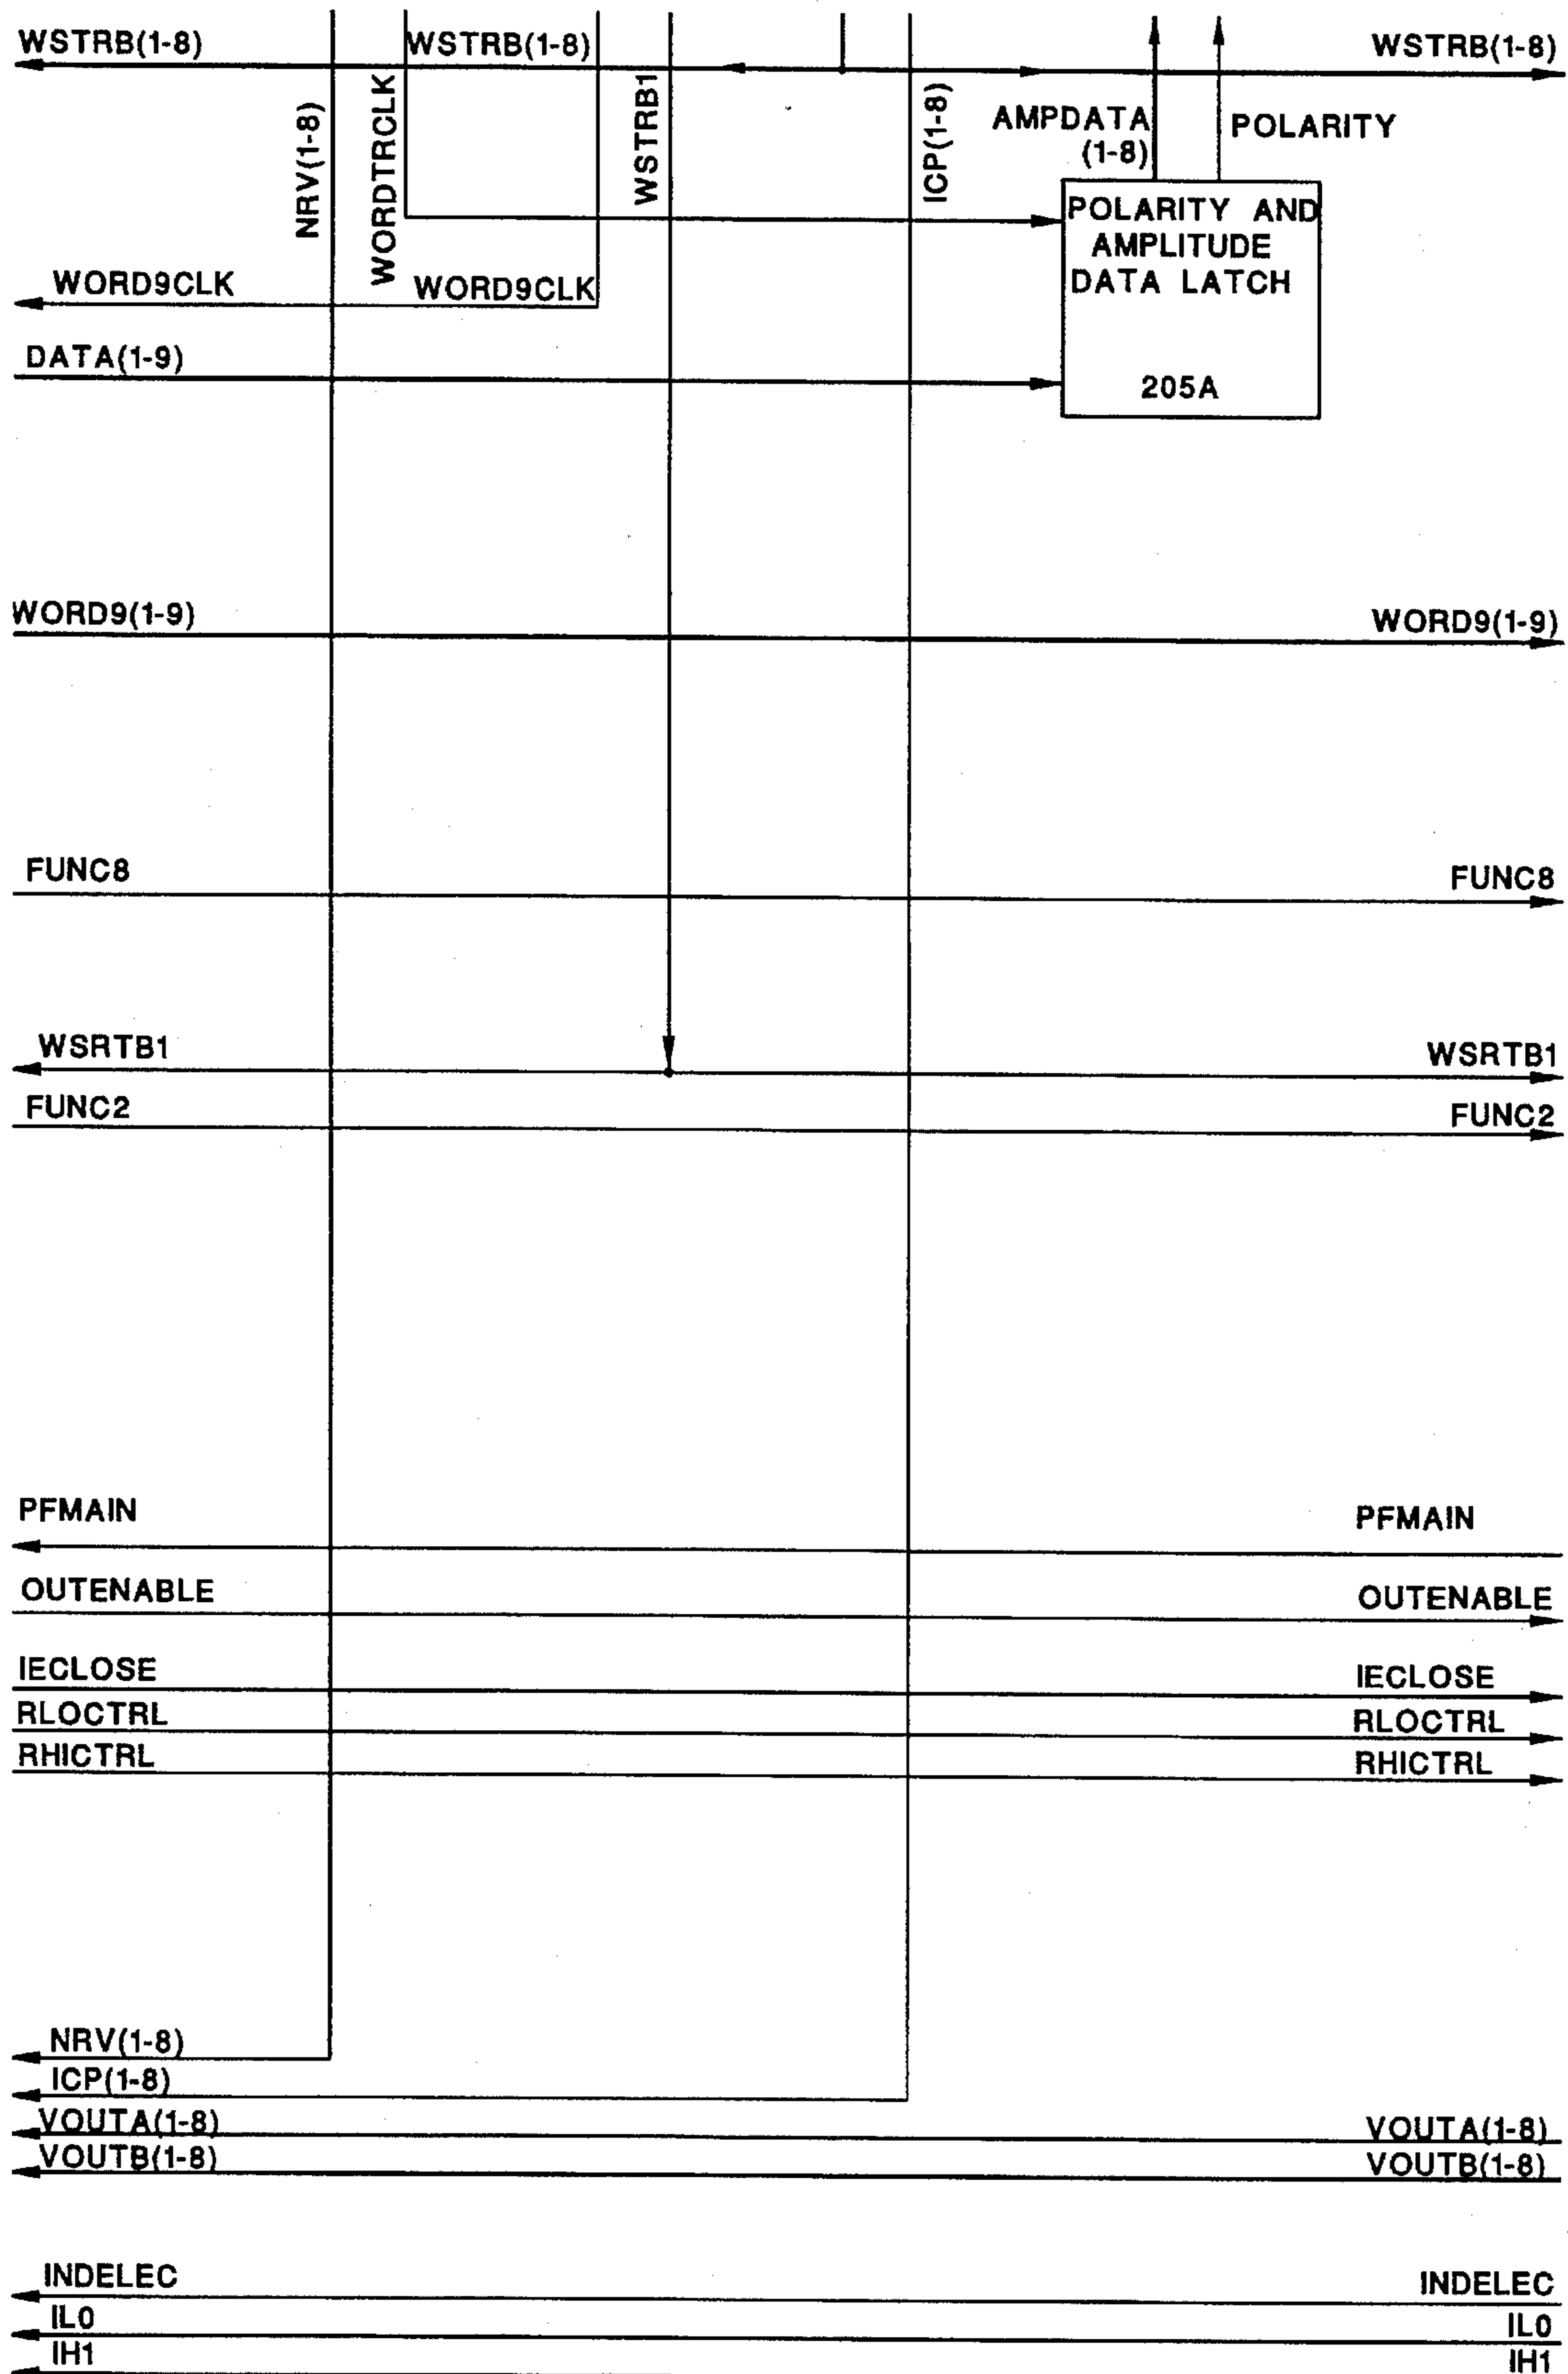 WSTRB(1-8)
WSTRB(1-8)
WSTRB(1-8)
NRV(1-8)
WORDTRCLK
WSTRB1
ICP(1-8)
AMPDATA
(1-8)
POLARITY
POLARITY AND
AMPLITUDE
DATA LATCH
205A
WORD9CLK
WORD9CLK
DATA(1-9)
WORD9(1-9)
WORD9(1-9)
FUNC8
FUNC8
WSRTB1
WSRTB1
FUNC2
FUNC2
PFMAIN
PFMAIN
OUTENABLE
OUTENABLE
IECLOSE
IECLOSE
RLOCTRL
RLOCTRL
RHICTRL
RHICTRL
NRV(1-8)
ICP(1-8)
VOUTA(1-8)
VOUTA(1-8)
VOUTB(1-8)
VOUTB(1-8)
INDELEC
INDELEC
IL0
IL0
IH1
IH1